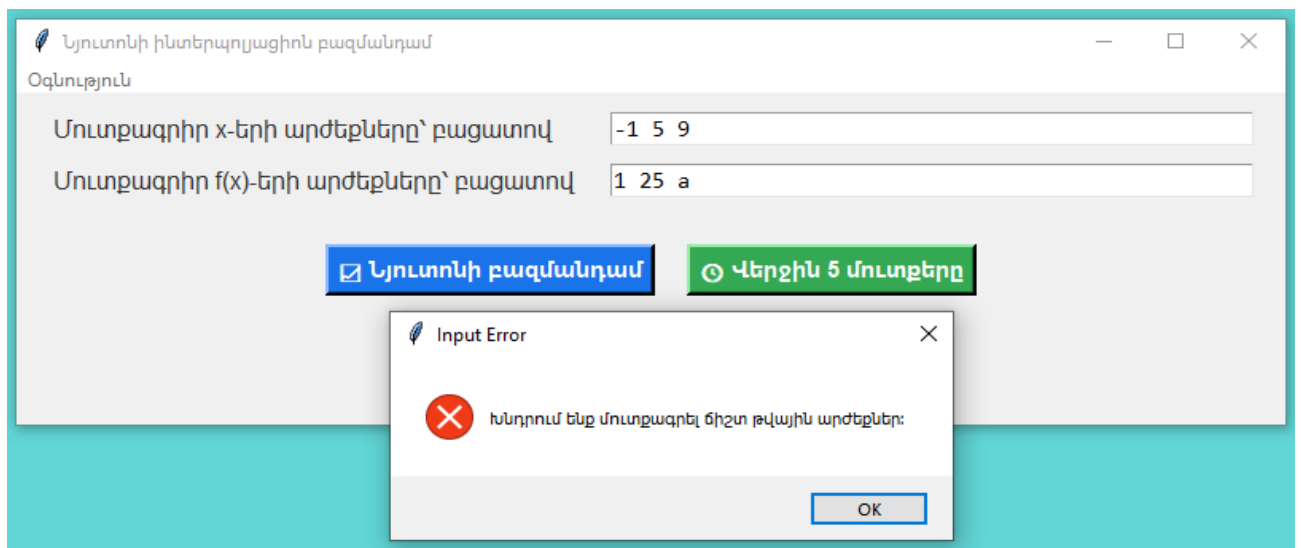 Նյուտոնի ինտերպոլյացիոն բազմանդամ
Օգնություն
Մուտքագրիր x-երի արժեքները՝ բացատով
-1 5 9
Մուտքագրիր f(x)-երի արժեքները՝ բացատով
1 25 a
Նյուտոնի բազմանդամ
Վերջին 5 մուտքերը
Input Error
Խնդրում ենք մուտքագրել ճիշտ թվային արժեքներ:
OK